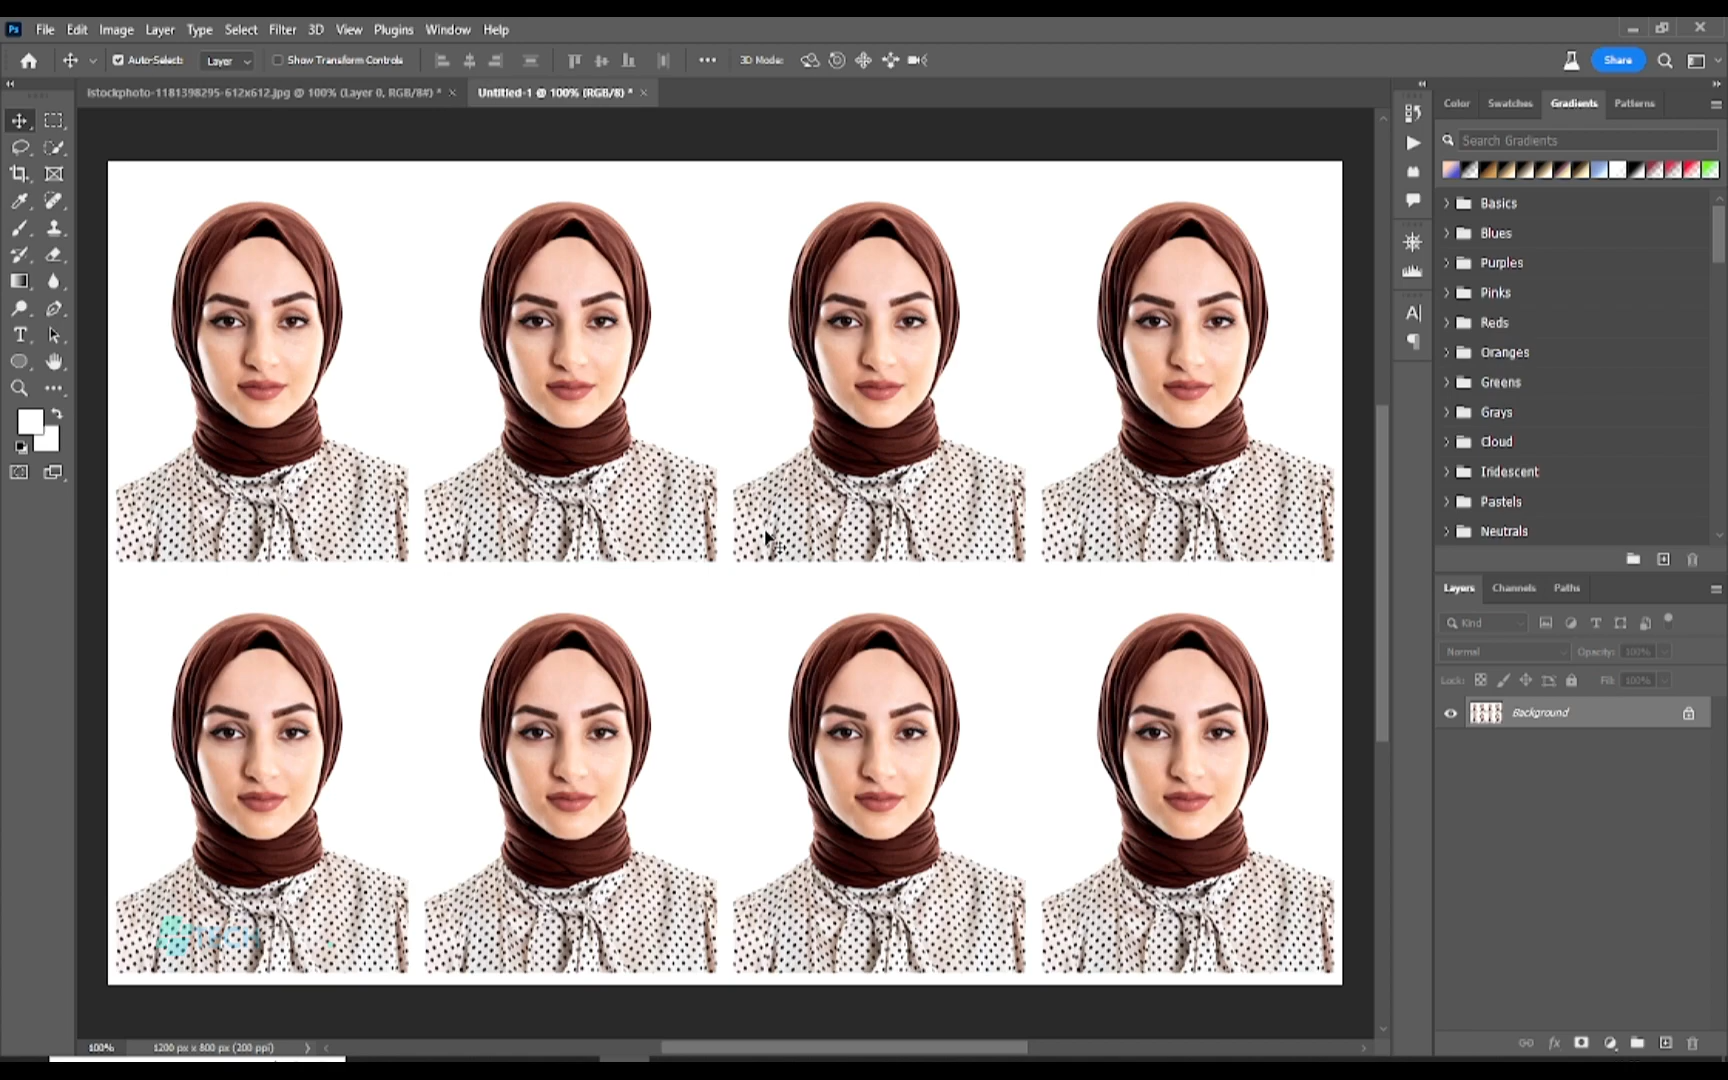 Ps File Edit Image Layer Type Select Filter 3D View Plugins Window Help
Auto-Select: Layer Show Transform Controls 3D Mode: Share
istockphoto-1181398295-612x612.jpg @ 100% (Layer 0, RGB/8#) * × Untitled-1 @ 100% (RGB/8) * ×
Color Swatches Gradients Patterns
Search Gradients
Basics
Blues
Purples
Pinks
Reds
Oranges
Greens
Grays
Cloud
Iridescent
Pastels
Neutrals
Layers Channels Paths
Kind
Normal Opacity: 100%
Lock: Fill: 100%
Background
TECH
100% 1200 px x 800 px (200 ppi)